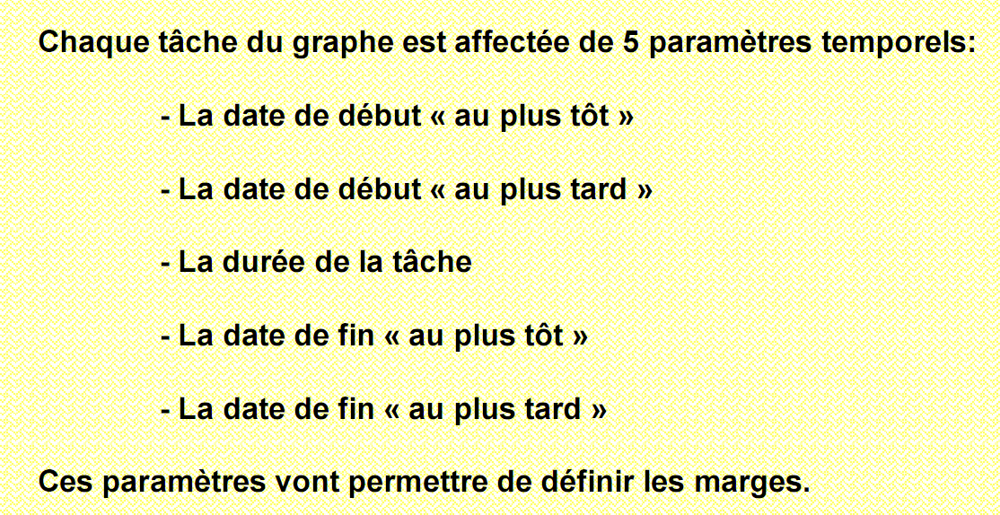 Chaque tâche du graphe est affectée de 5 paramètres temporels:
- La date de début « au plus tôt »
- La date de début « au plus tard »
- La durée de la tâche
- La date de fin « au plus tôt »
- La date de fin « au plus tard »
Ces paramètres vont permettre de définir les marges.